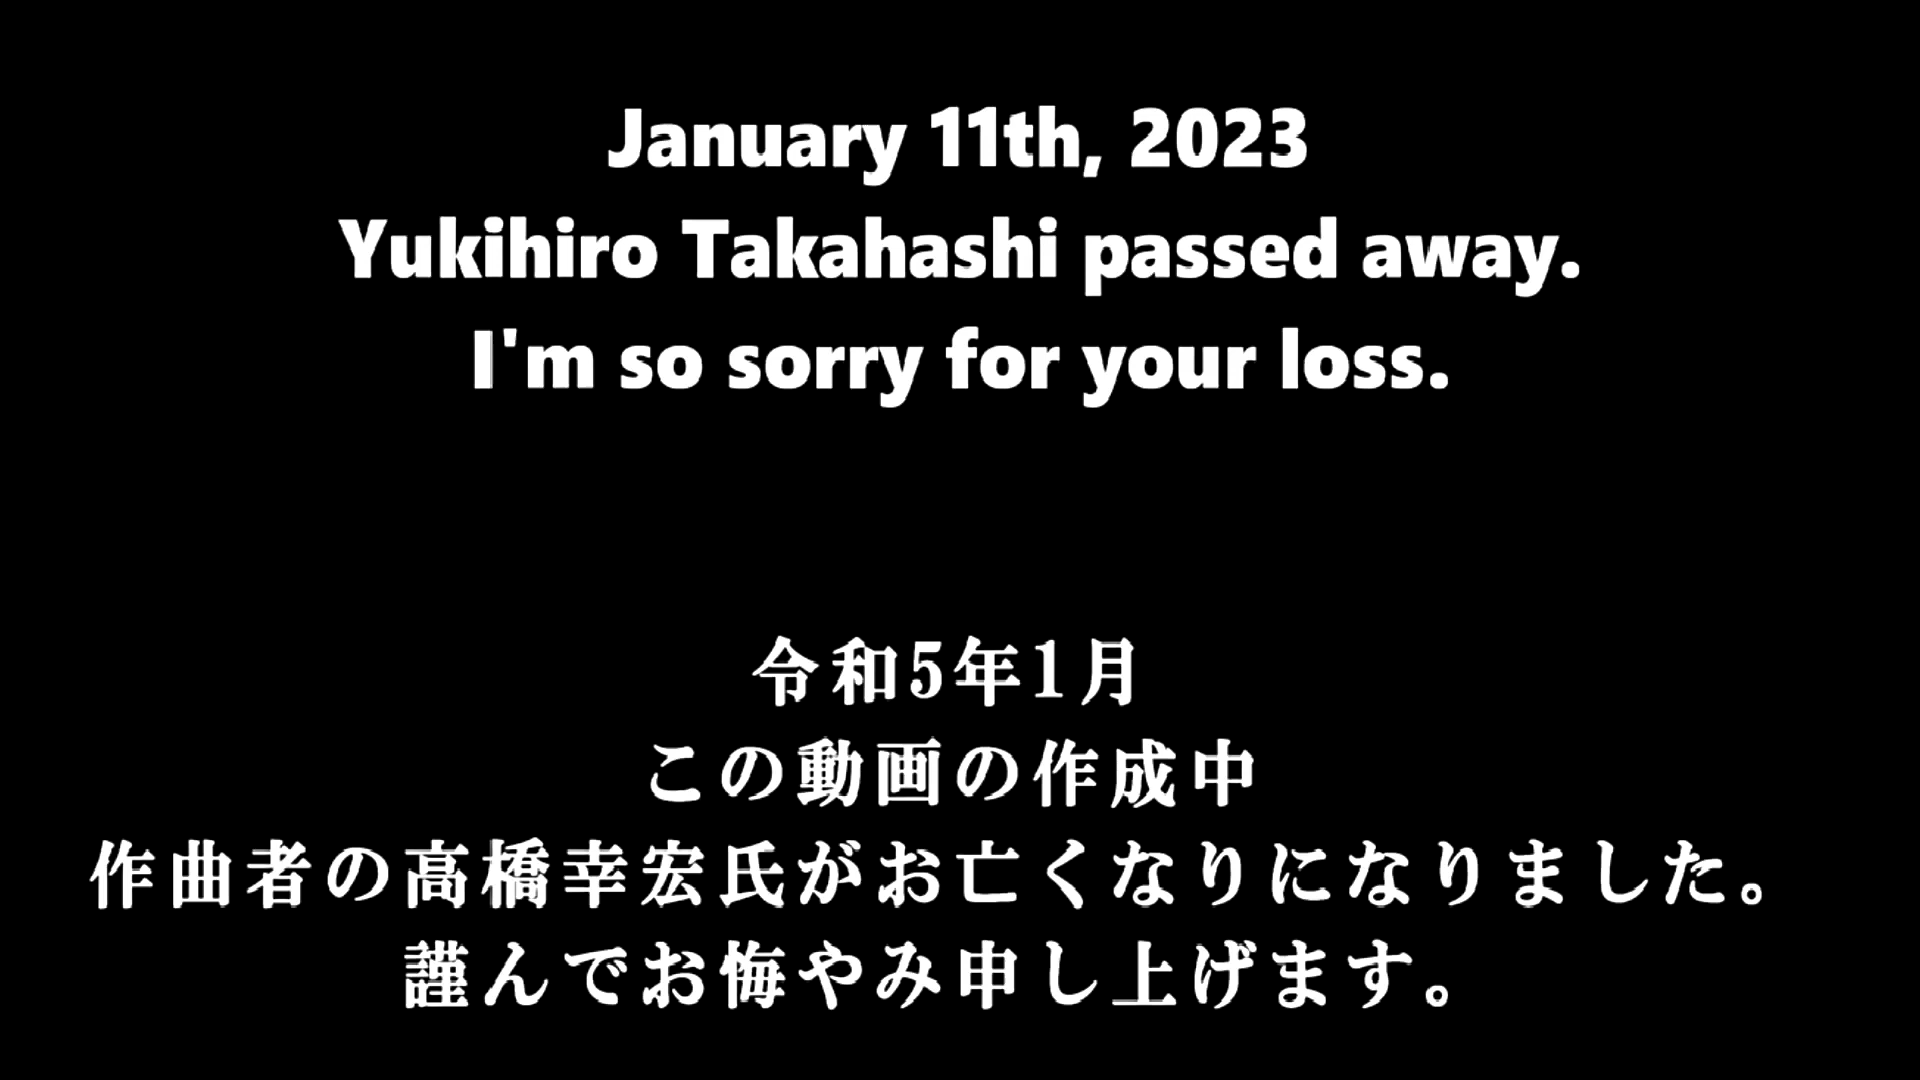 January 11th, 2023
Yukihiro Takahashi passed away.
I'm so sorry for your loss.
令和5年1月
この動画の作成中
作曲者の高橋幸宏氏がお亡くなりになりました。
謹んでお悔やみ申し上げます。